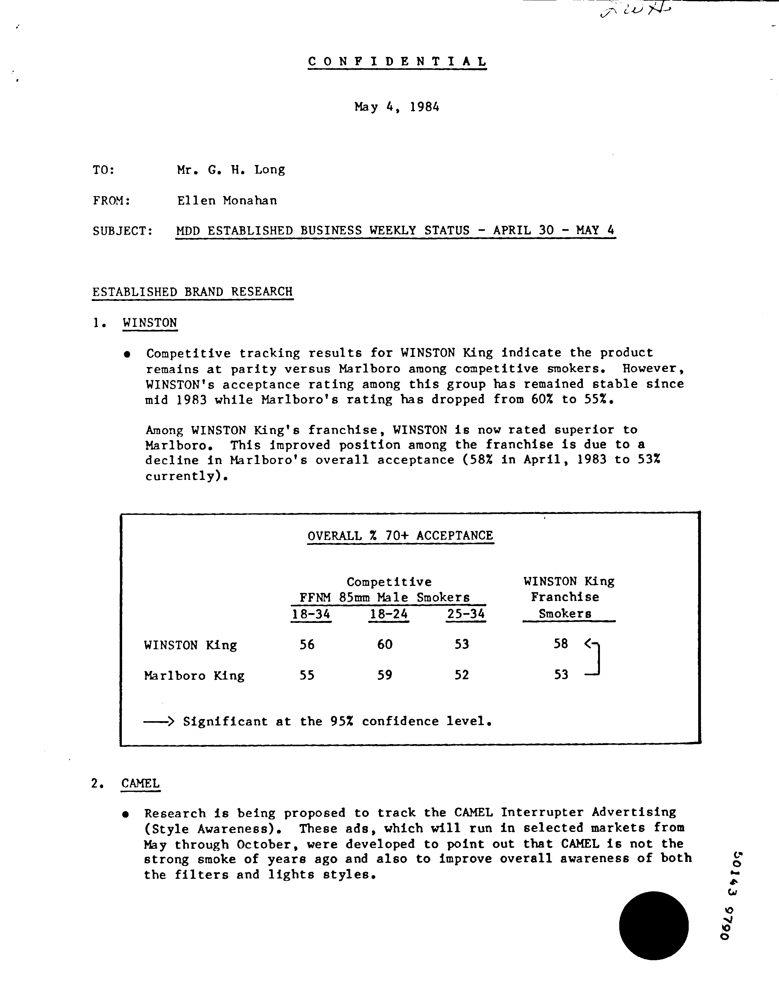 C O N F I D E N T I A L
May 4, 1984
TO: Mr. G. H. Long
FROM: Ellen Monahan
SUBJECT: MDD ESTABLISHED BUSINESS WEEKLY STATUS - APRIL 30 - MAY 4
ESTABLISHED BRAND RESEARCH
1. WINSTON
● Competitive tracking results for WINSTON King indicate the product
remains at parity versus Marlboro among competitive smokers. However,
WINSTON's acceptance rating among this group has remained stable since
mid 1983 while Marlboro's rating has dropped from 60% to 55%.
Among WINSTON King's franchise, WINSTON is now rated superior to
Marlboro. This improved position among the franchise is due to a
decline in Marlboro's overall acceptance (58% in April, 1983 to 53%
currently).
OVERALL % 70+ ACCEPTANCE
Competitive WINSTON King
FFNM 85mm Male Smokers Franchise
18-34 18-24 25-34 Smokers
WINSTON King 56 60 53 58
Marlboro King 55 59 52 53
——> Significant at the 95% confidence level.
2. CAMEL
● Research is being proposed to track the CAMEL Interrupter Advertising
(Style Awareness). These ads, which will run in selected markets from
May through October, were developed to point out that CAMEL is not the
strong smoke of years ago and also to improve overall awareness of both
the filters and lights styles.
50143 9790